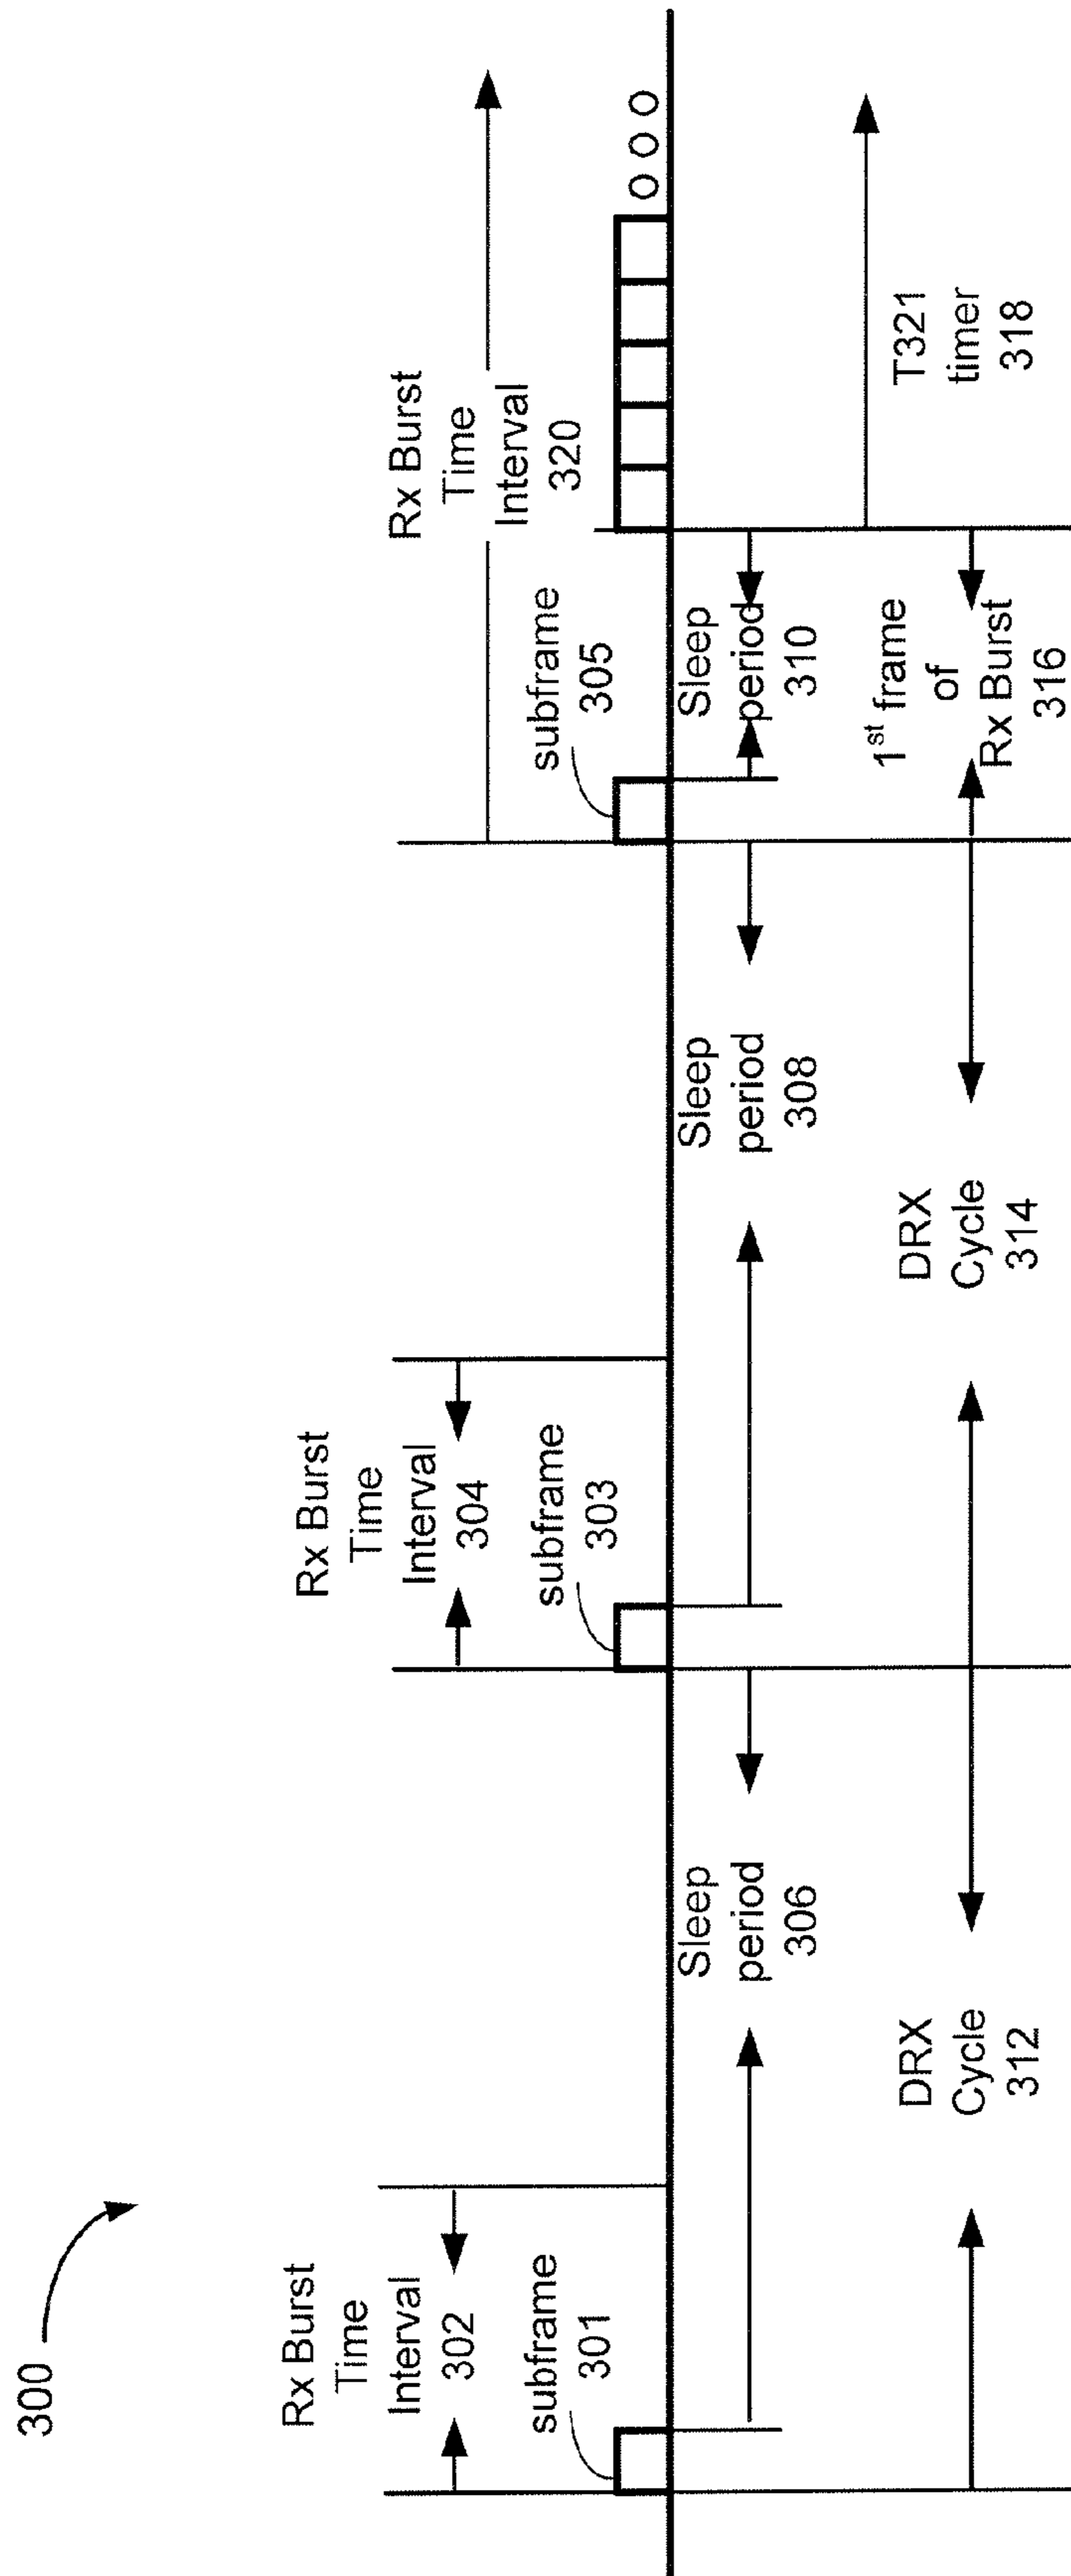 300
Rx Burst
Time
Interval
302
subframe
301
Rx Burst
Time
Interval
304
subframe
303
Rx Burst
Time
Interval
320
subframe
305
o o o
Sleep
period
306
Sleep
period
308
Sleep
period
310
DRX
Cycle
312
DRX
Cycle
314
1st frame
of
Rx Burst
316
T321
timer
318